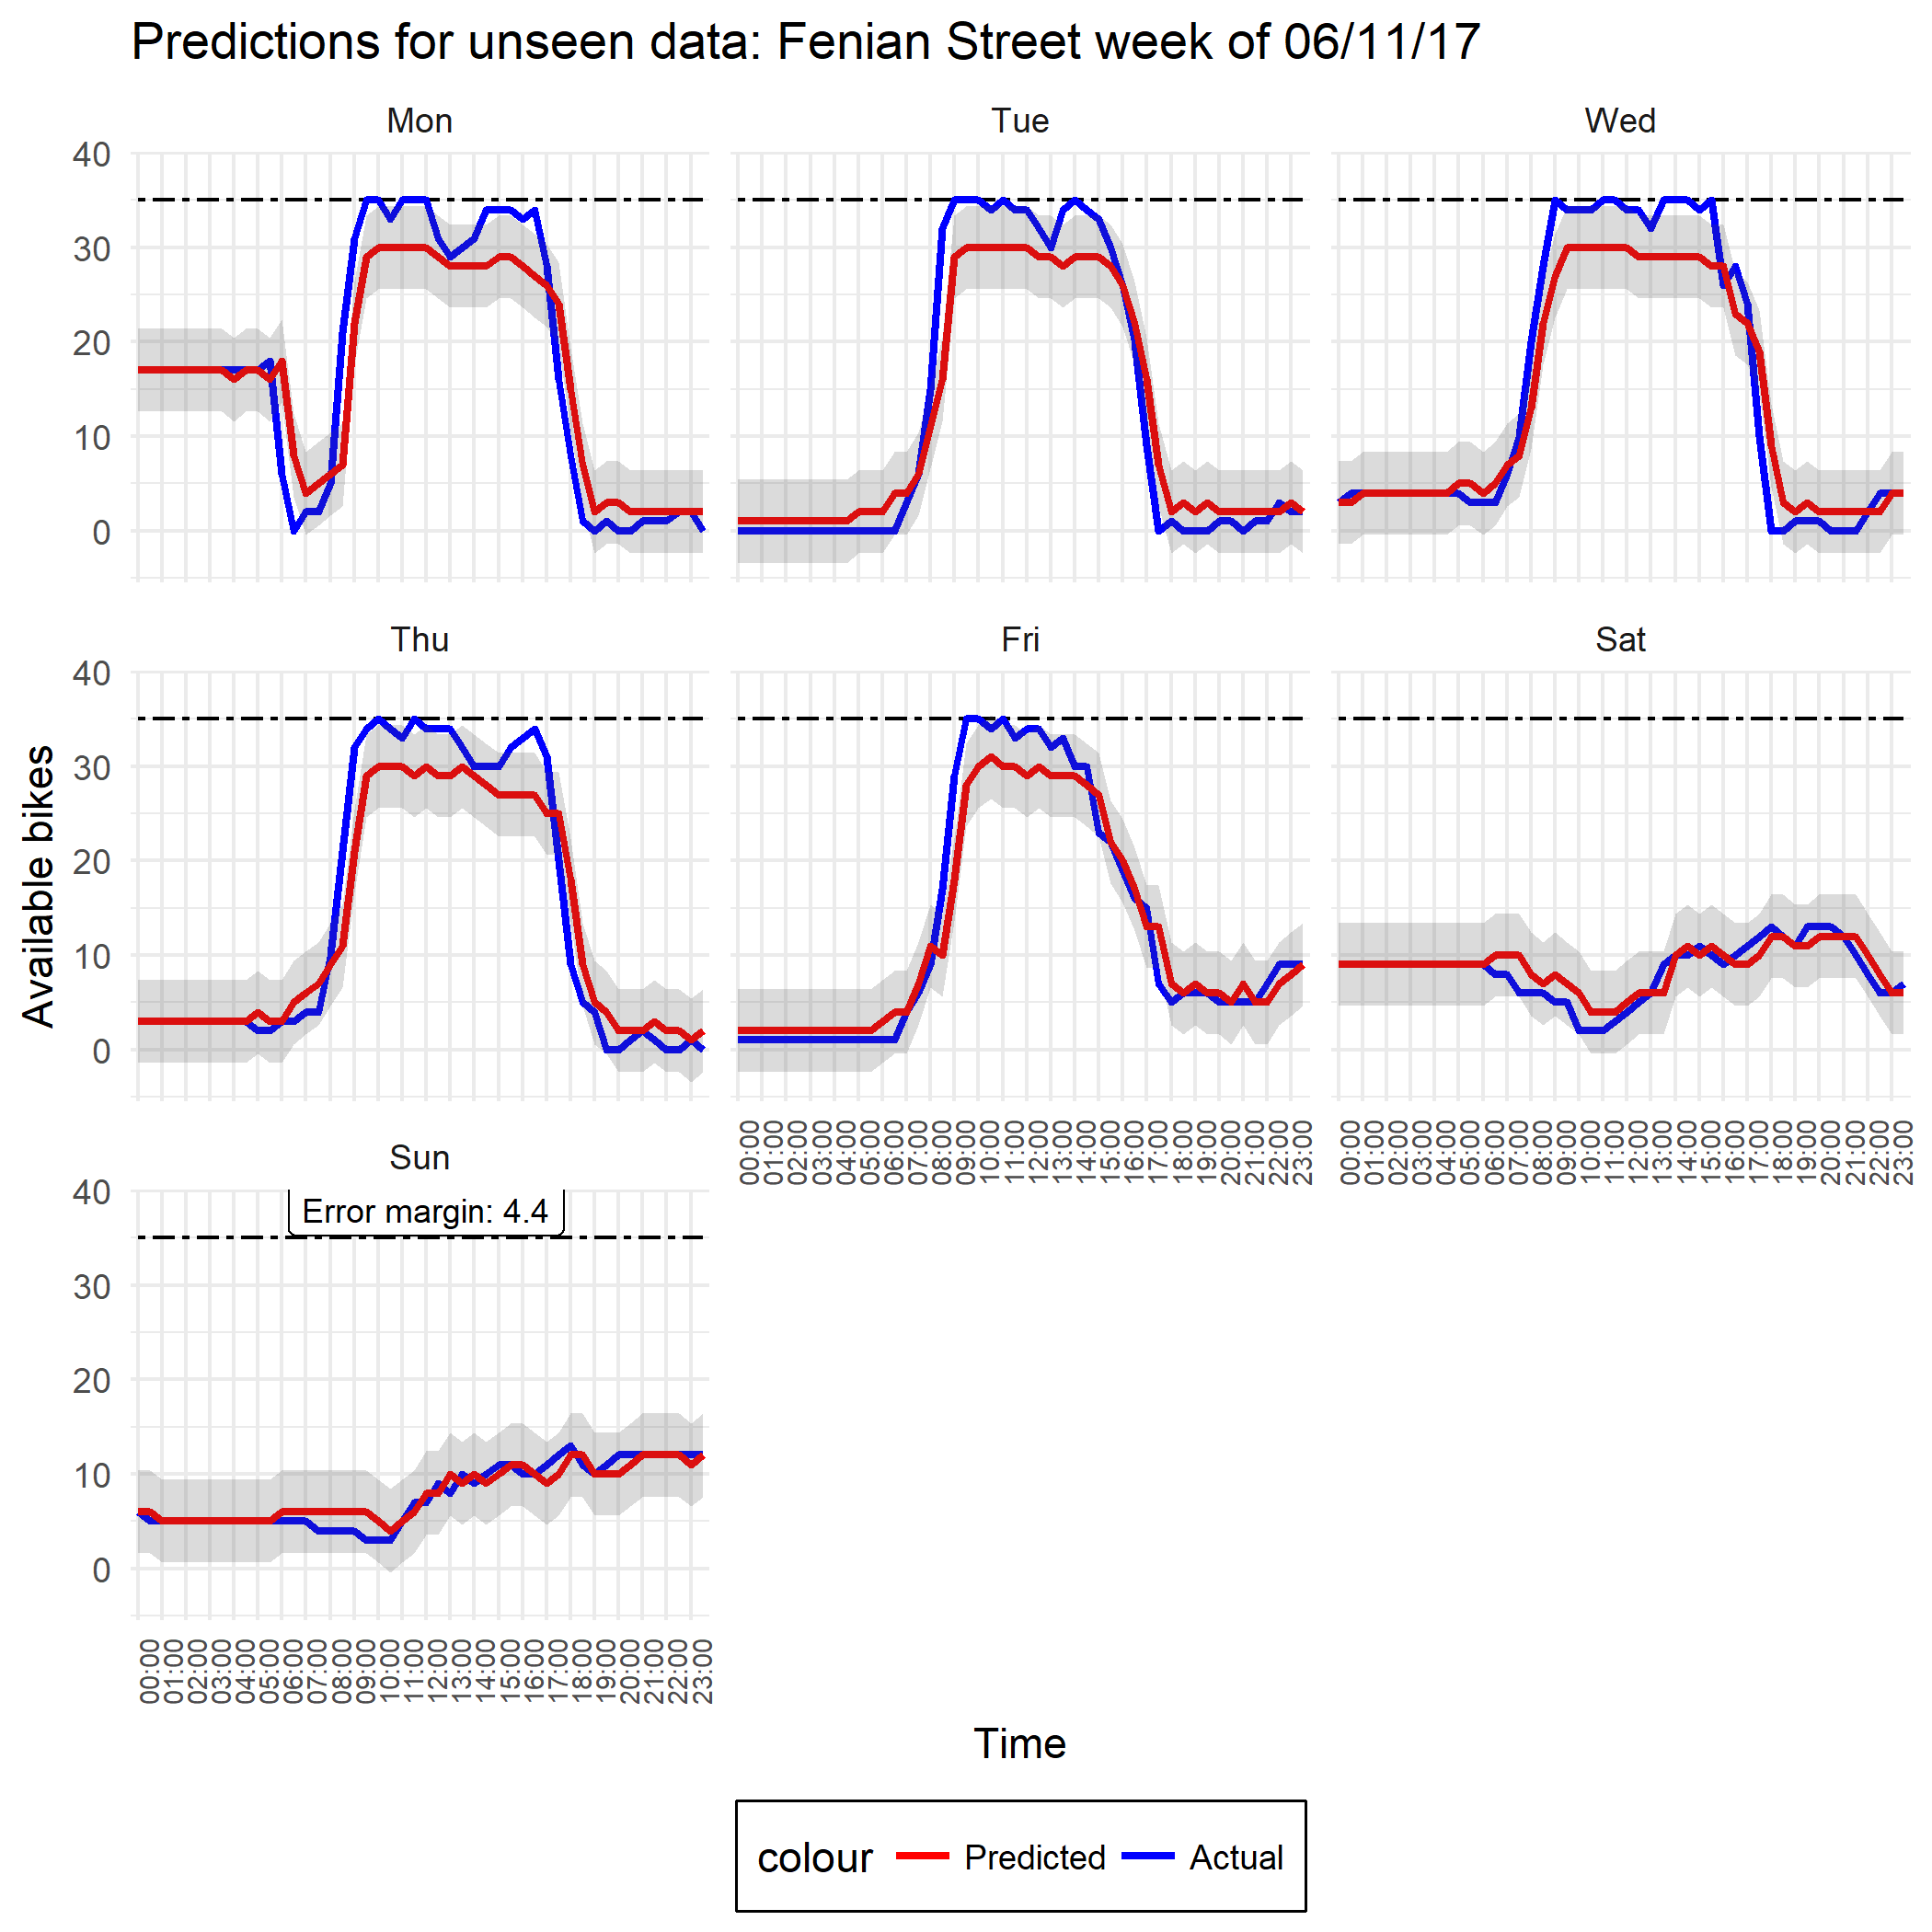 Predictions for unseen data: Fenian Street week of 06/11/17
Mon
Tue
Wed
40
30
20
10
0
Thu
Fri
Sat
40
30
20
10
0
Available bikes
00:00 01:00 02:00 03:00 04:00 05:00 06:00 07:00 08:00 09:00 10:00 11:00 12:00 13:00 14:00 15:00 16:00 17:00 18:00 19:00 20:00 21:00 22:00 23:00
00:00 01:00 02:00 03:00 04:00 05:00 06:00 07:00 08:00 09:00 10:00 11:00 12:00 13:00 14:00 15:00 16:00 17:00 18:00 19:00 20:00 21:00 22:00 23:00
Sun
40
30
20
10
0
Error margin: 4.4
00:00 01:00 02:00 03:00 04:00 05:00 06:00 07:00 08:00 09:00 10:00 11:00 12:00 13:00 14:00 15:00 16:00 17:00 18:00 19:00 20:00 21:00 22:00 23:00
Time
colour Predicted Actual